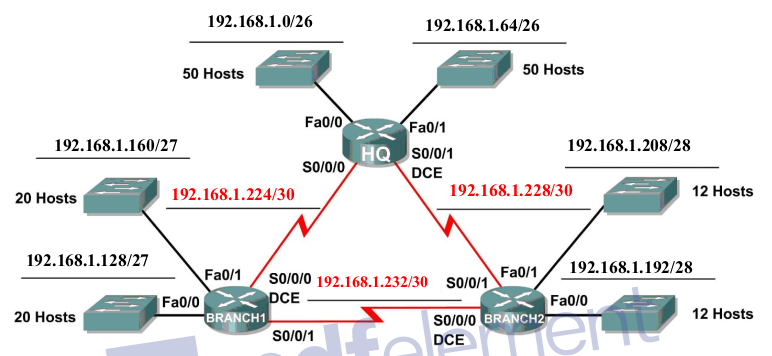 192.168.1.0/26
192.168.1.64/26
50 Hosts
50 Hosts
Fa0/0
Fa0/1
HQ
S0/0/0
S0/0/1
DCE
192.168.1.160/27
192.168.1.208/28
20 Hosts
12 Hosts
192.168.1.224/30
192.168.1.228/30
192.168.1.128/27
192.168.1.192/28
Fa0/1
S0/0/0
DCE
192.168.1.232/30
S0/0/1
Fa0/1
20 Hosts
Fa0/0
BRANCH1
S0/0/1
S0/0/0
DCE
BRANCH2
Fa0/0
12 Hosts
pdfelement